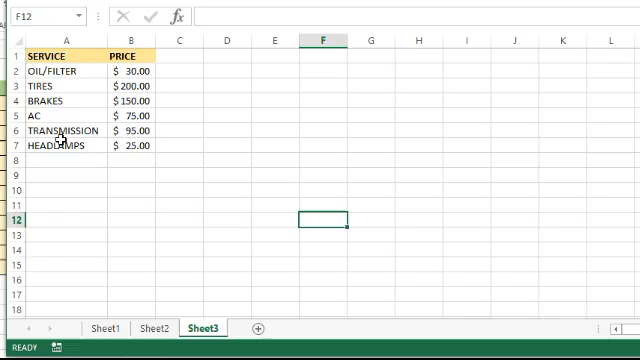 F12 fx
A B C D E F G H I J K L
1 SERVICE PRICE
2 OIL/FILTER $ 30.00
3 TIRES $ 200.00
4 BRAKES $ 150.00
5 AC $ 75.00
6 TRANSMISSION $ 95.00
7 HEADLAMPS $ 25.00
8
9
10
11
12
13
14
15
16
17
18
Sheet1 Sheet2 Sheet3
READY